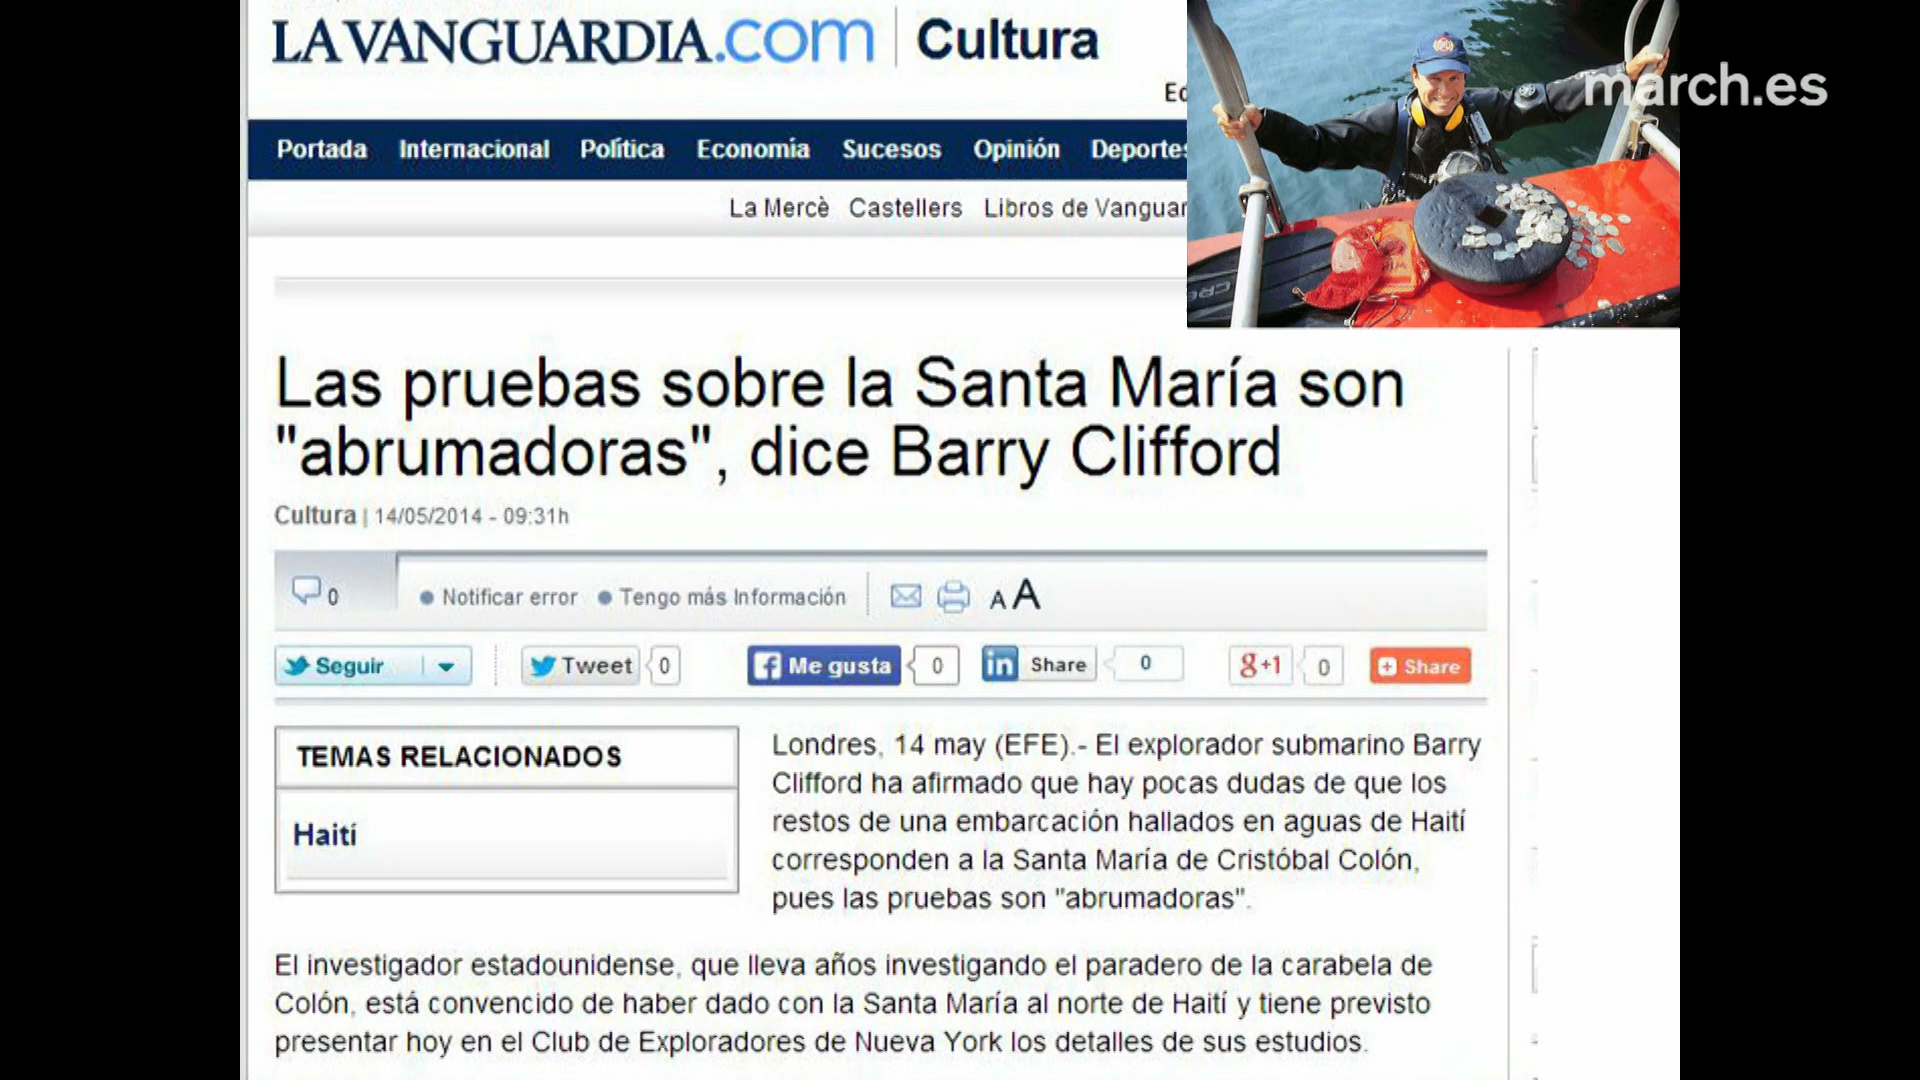 LAVANGUARDIA.com | Cultura
march.es
Portada Internacional Política Economía Sucesos Opinión Deporte
La Mercè Castellers Libros de Vanguar
Las pruebas sobre la Santa María son
"abrumadoras", dice Barry Clifford
Cultura | 14/05/2014 - 09:31h
0 Notificar error Tengo más Información A A
Seguir Tweet 0 Me gusta 0 in Share 0 g+1 0 Share
TEMAS RELACIONADOS
Haití
Londres, 14 may (EFE).- El explorador submarino Barry
Clifford ha afirmado que hay pocas dudas de que los
restos de una embarcación hallados en aguas de Haití
corresponden a la Santa María de Cristóbal Colón,
pues las pruebas son "abrumadoras".
El investigador estadounidense, que lleva años investigando el paradero de la carabela de
Colón, está convencido de haber dado con la Santa María al norte de Haití y tiene previsto
presentar hoy en el Club de Exploradores de Nueva York los detalles de sus estudios.